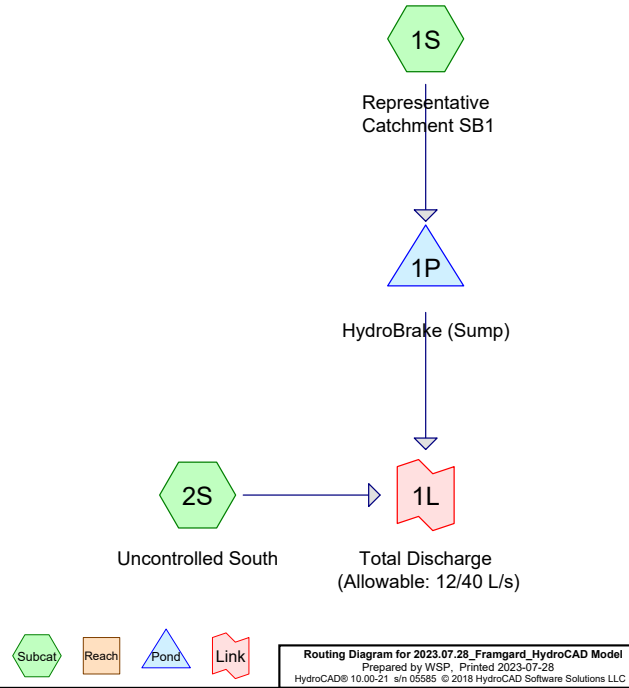 1S
Representative
Catchment SB1
1P
HydroBrake (Sump)
2S
1L
Uncontrolled South
Total Discharge
(Allowable: 12/40 L/s)
Subcat
Reach
Pond
Link
Routing Diagram for 2023.07.28_Framgard_HydroCAD Model
Prepared by WSP, Printed 2023-07-28
HydroCAD® 10.00-21 s/n 05585 © 2018 HydroCAD Software Solutions LLC